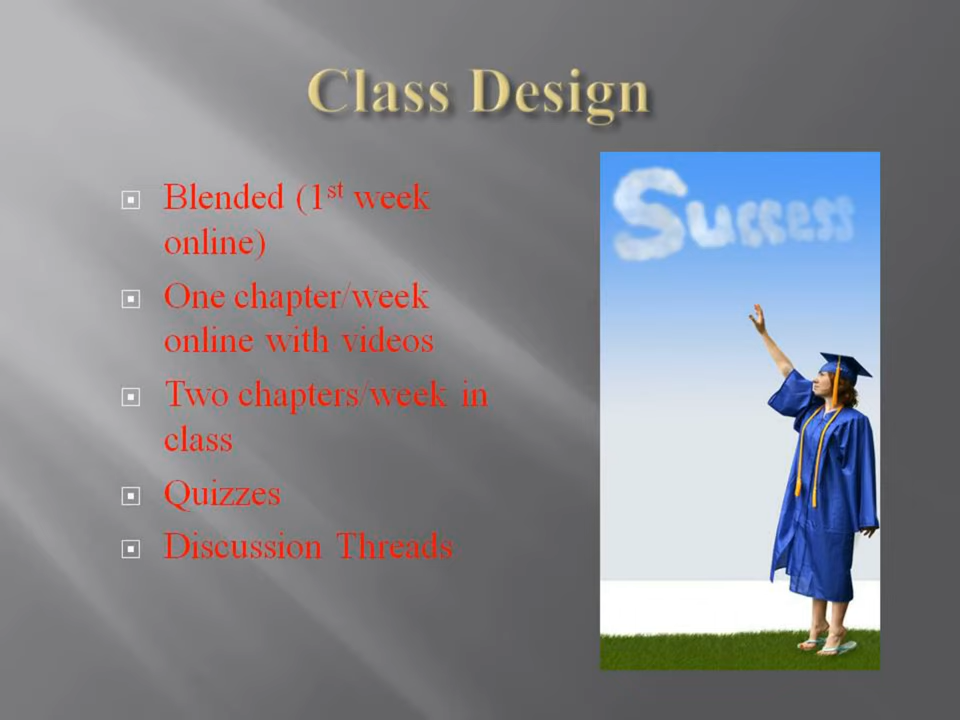 Class Design
Blended (1st week
online)
One chapter/week
online with videos
Two chapters/week in
class
Quizzes
Discussion Threads
Success